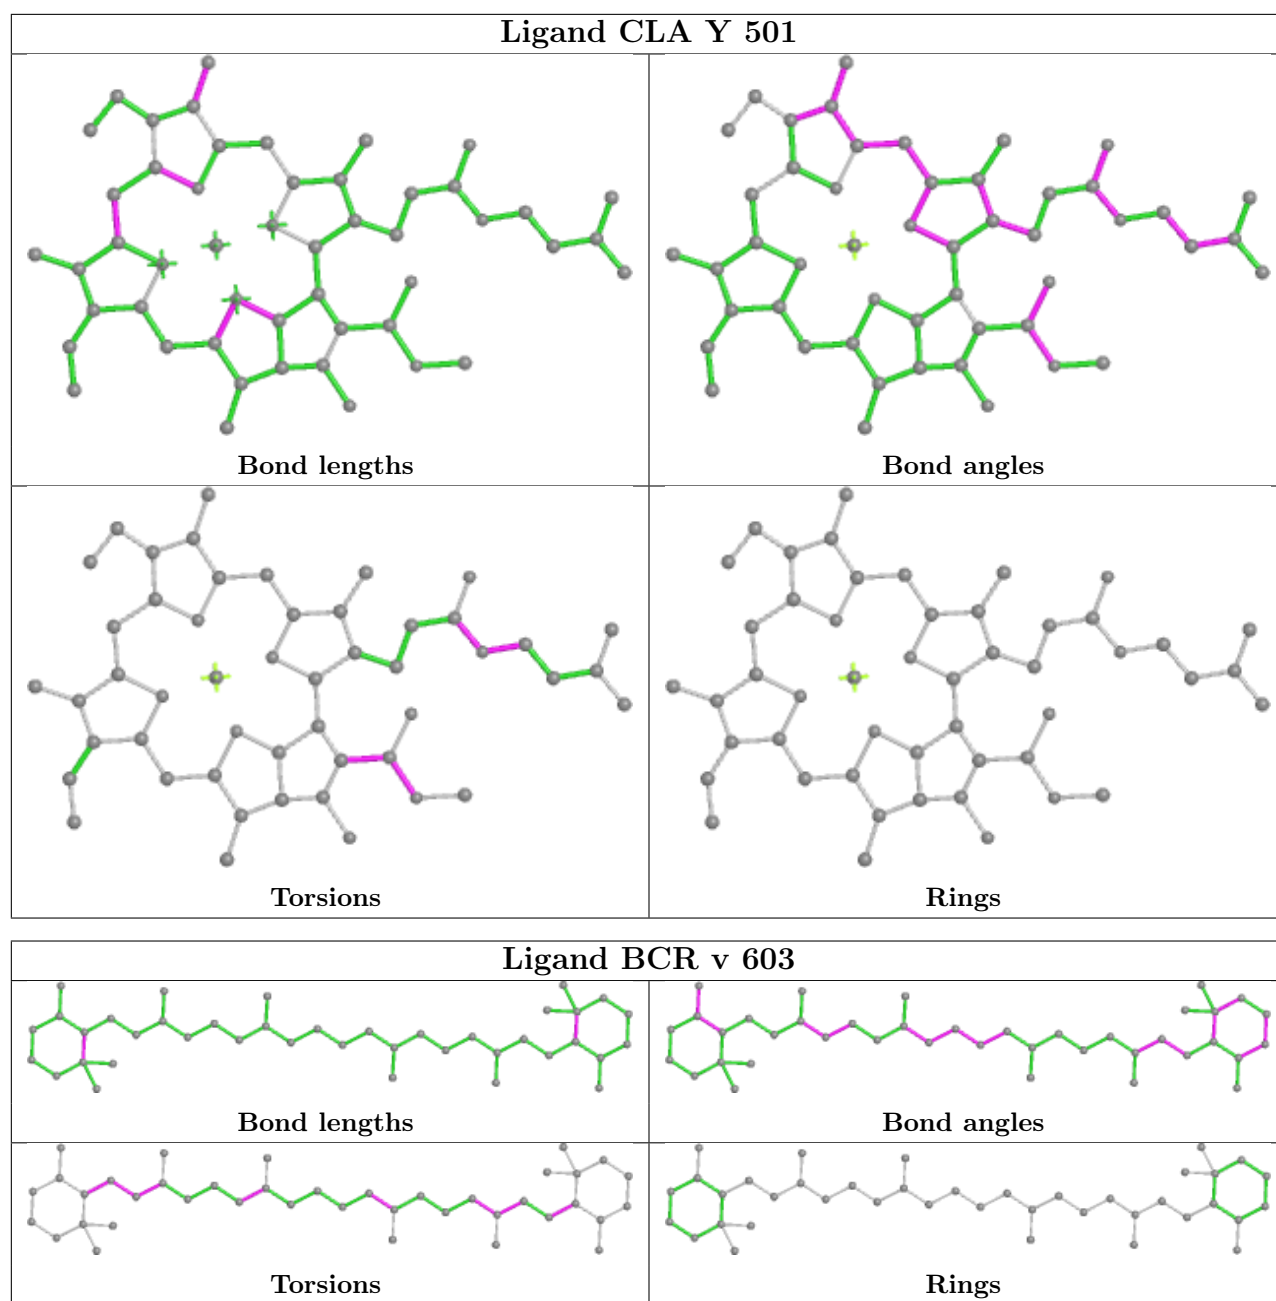 Ligand CLA Y 501
Bond lengths
Bond angles
Torsions
Rings
Ligand BCR v 603
Bond lengths
Bond angles
Torsions
Rings